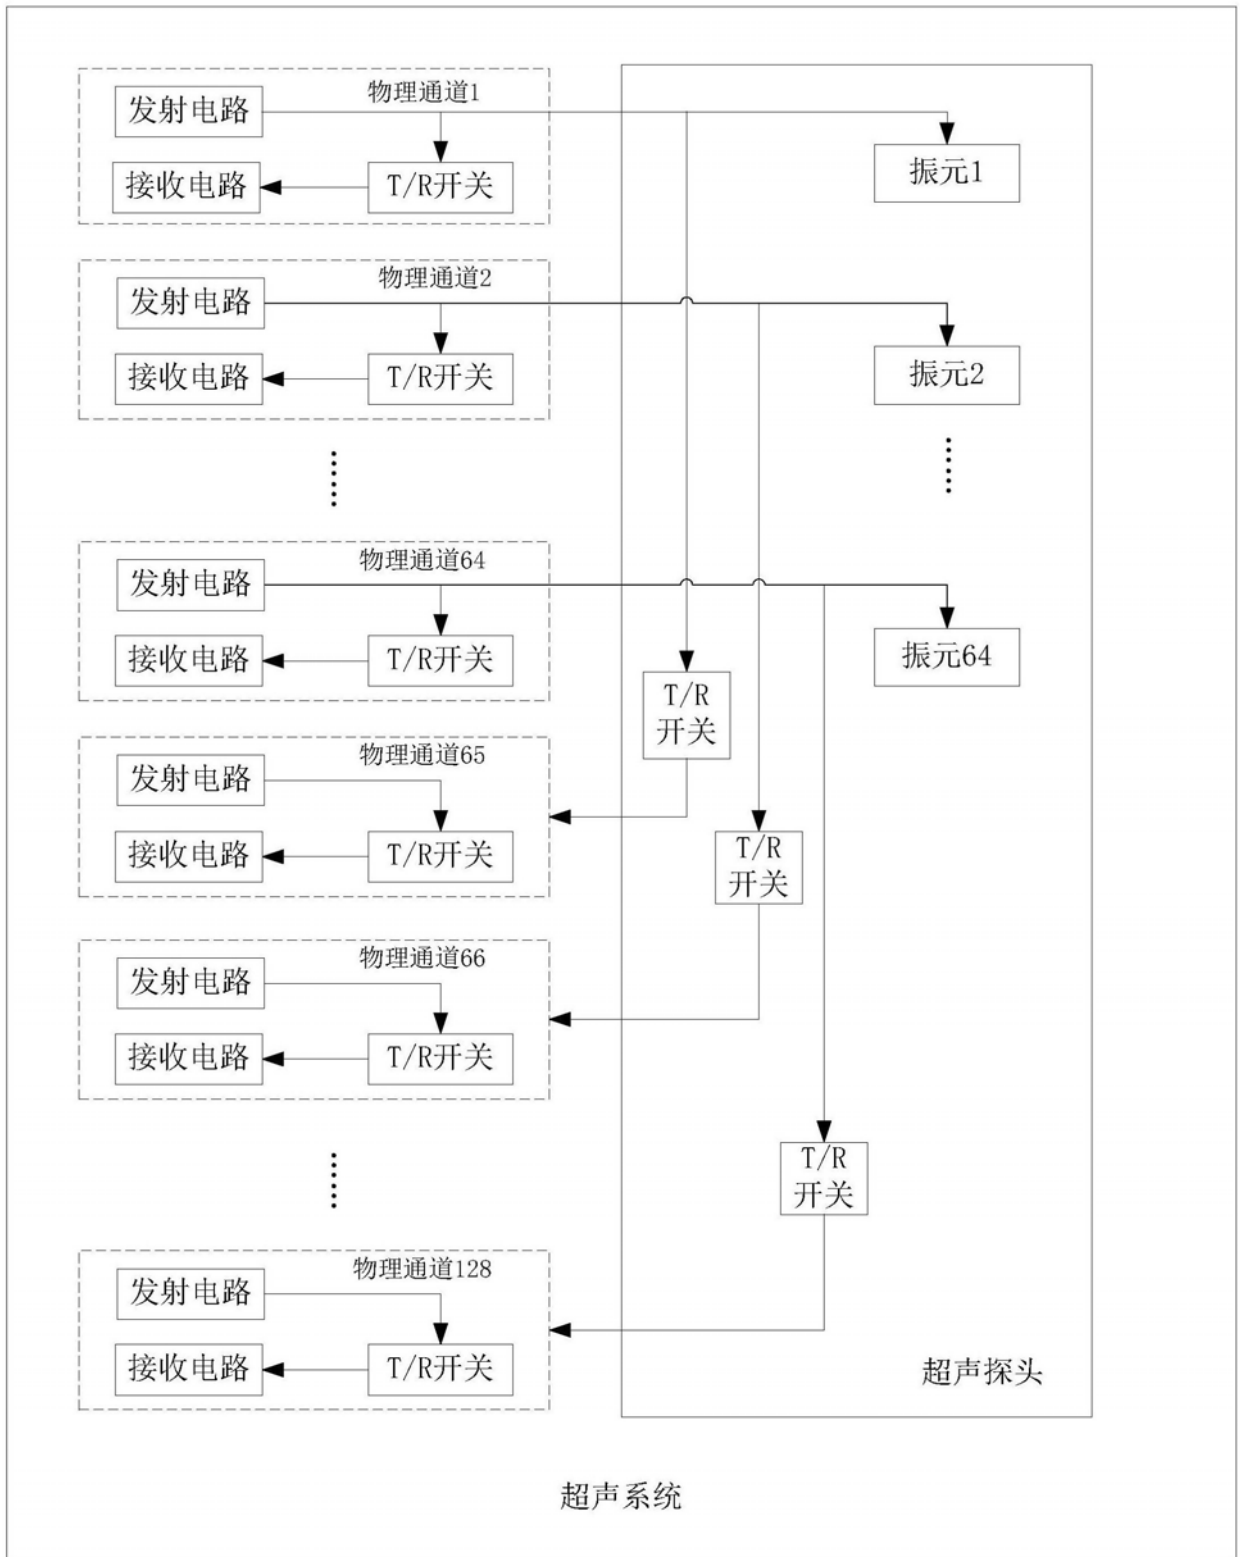 物理通道1
发射电路
接收电路
T/R开关
振元1
物理通道2
发射电路
接收电路
T/R开关
振元2
物理通道64
发射电路
接收电路
T/R开关
振元64
T/R
开关
物理通道65
发射电路
接收电路
T/R开关
T/R
开关
物理通道66
发射电路
接收电路
T/R开关
T/R
开关
物理通道128
发射电路
接收电路
T/R开关
超声探头
超声系统